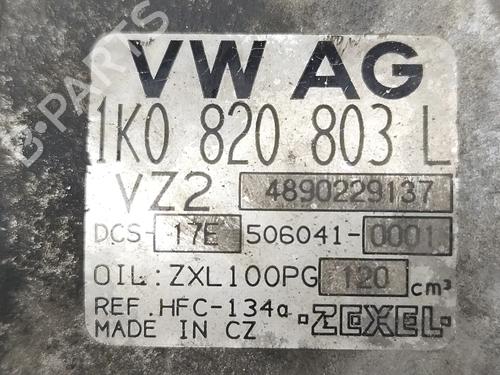 VW AG
1K0 820 803 L
VZ2 4890229137
DCS-17E 506041-0001
OIL:ZXL100PG 120 cm³
REF.HFC-134a
MADE IN CZ ZEXEL
B-PARTS